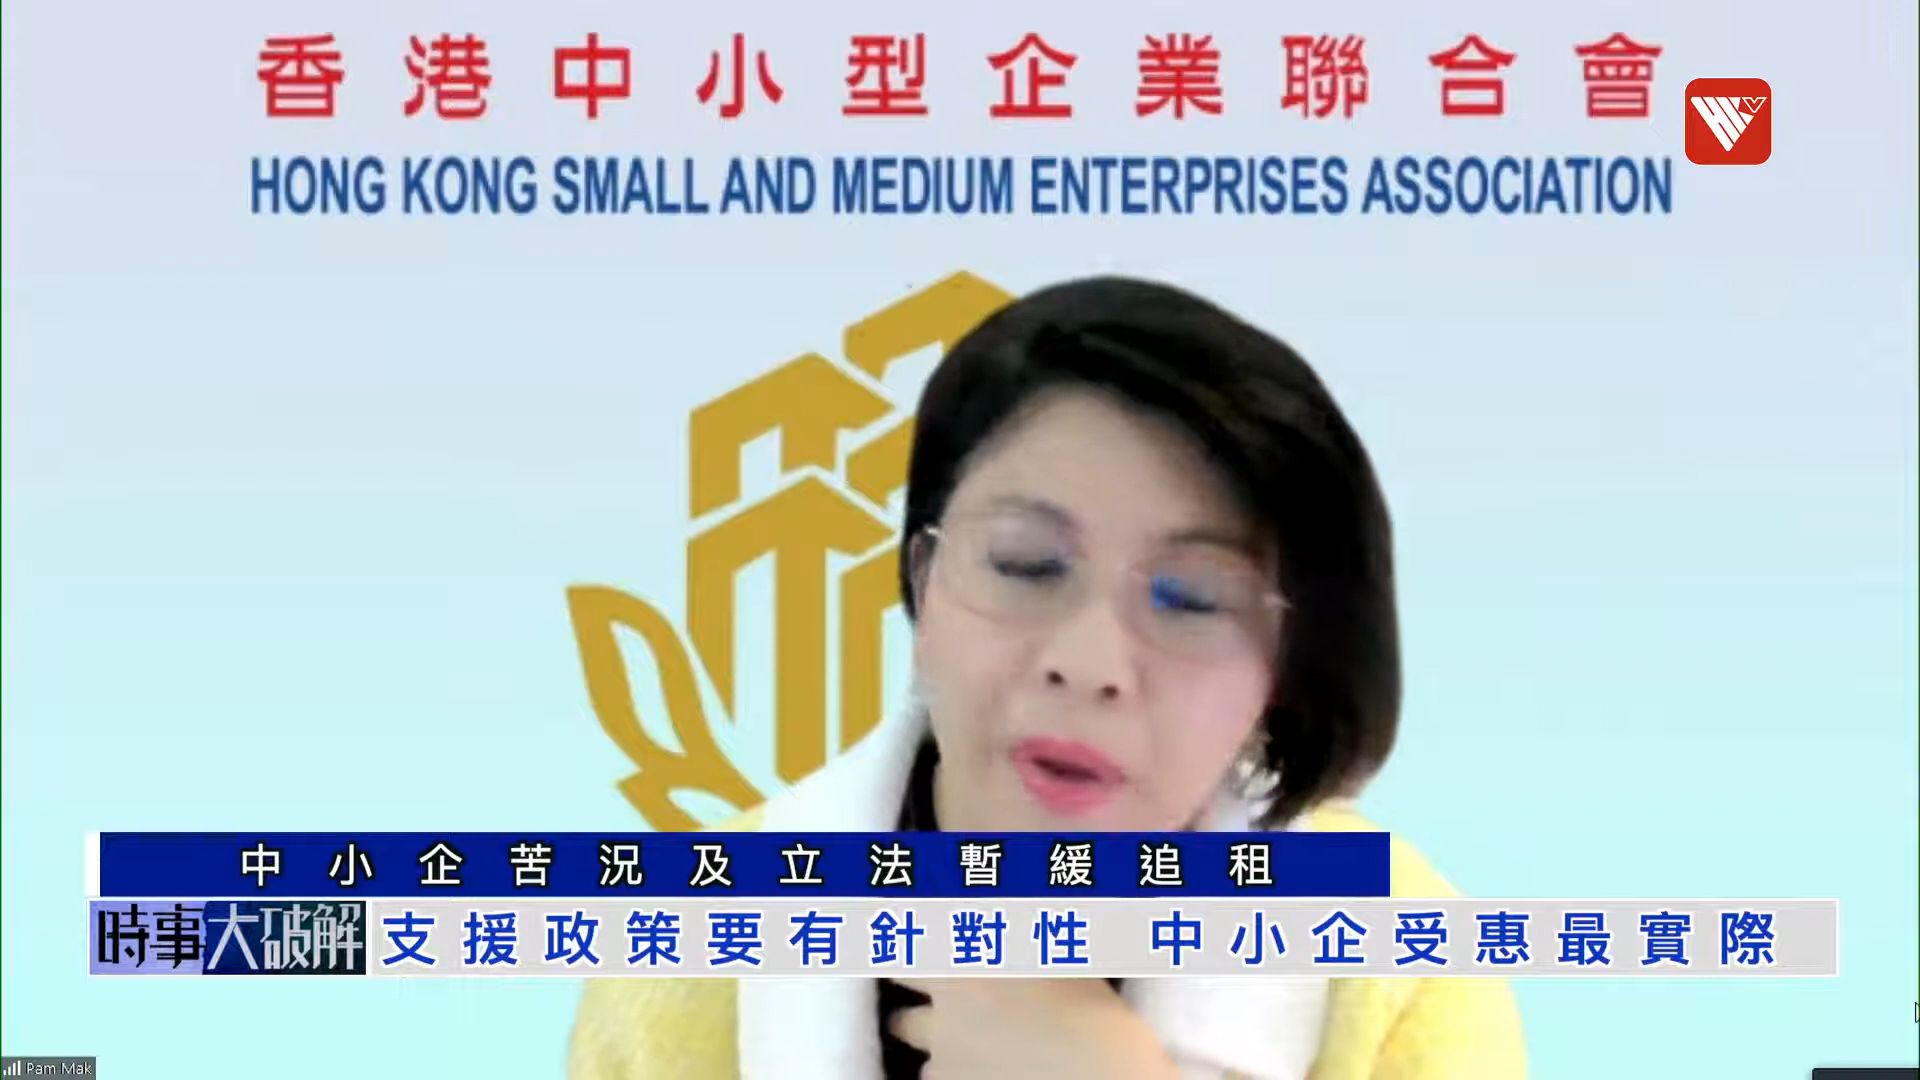 香港中小型企業聯合會
HONG KONG SMALL AND MEDIUM ENTERPRISES ASSOCIATION
HKV
中小企苦況及立法暫緩追租
時事大破解
支援政策要有針對性 中小企受惠最實際
Pam Mak